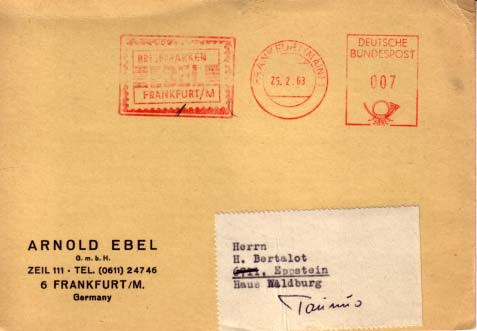 BRIEFMARKEN
FRANKFURT/M
FRANKFURT (MAIN) 1
25. 2. 63
DEUTSCHE
BUNDESPOST
007
ARNOLD EBEL
G. m. b. H.
ZEIL 111 · TEL. (0611) 24746
6 FRANKFURT/M.
Germany
Herrn
H. Bertalot
Eppstein
Haus Waldburg
Taunus